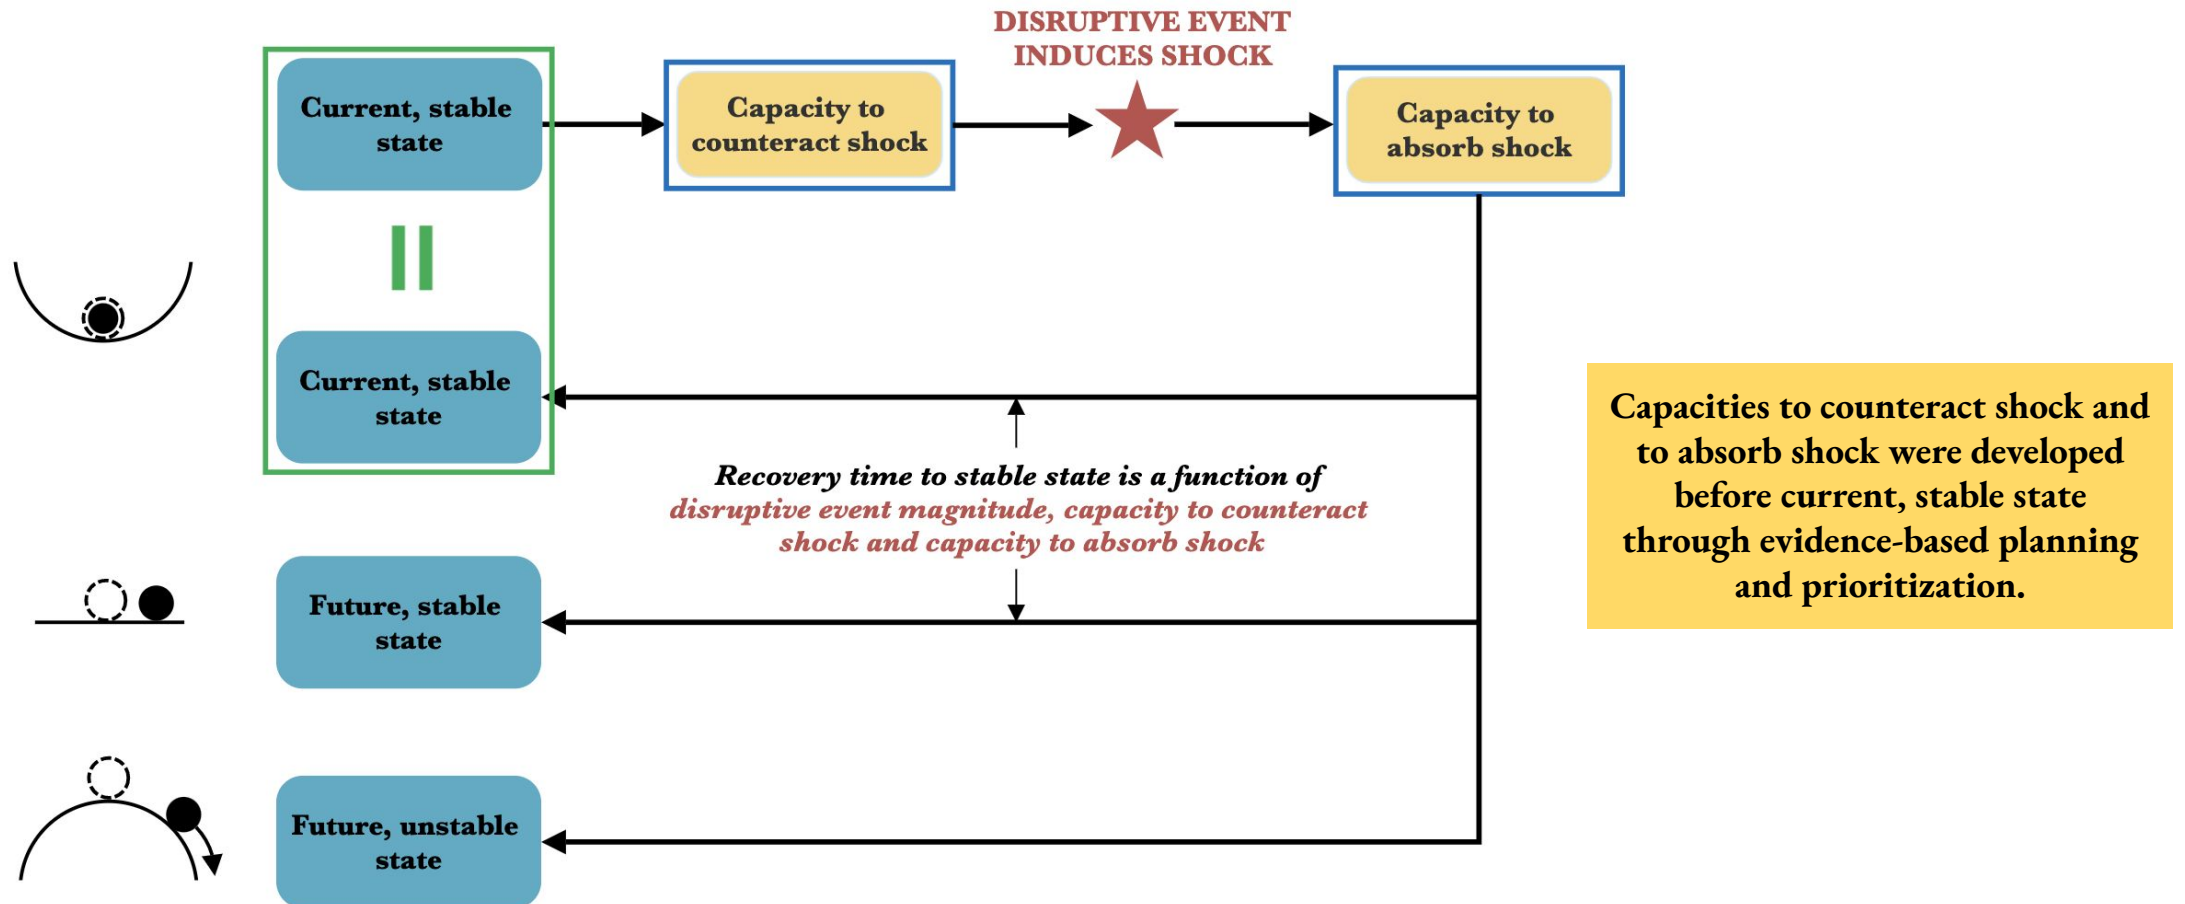 DISRUPTIVE EVENT
INDUCES SHOCK
Current, stable
state
Capacity to
counteract shock
Capacity to
absorb shock
Current, stable
state
Recovery time to stable state is a function of
disruptive event magnitude, capacity to counteract
shock and capacity to absorb shock
Capacities to counteract shock and
to absorb shock were developed
before current, stable state
through evidence-based planning
and prioritization.
Future, stable
state
Future, unstable
state